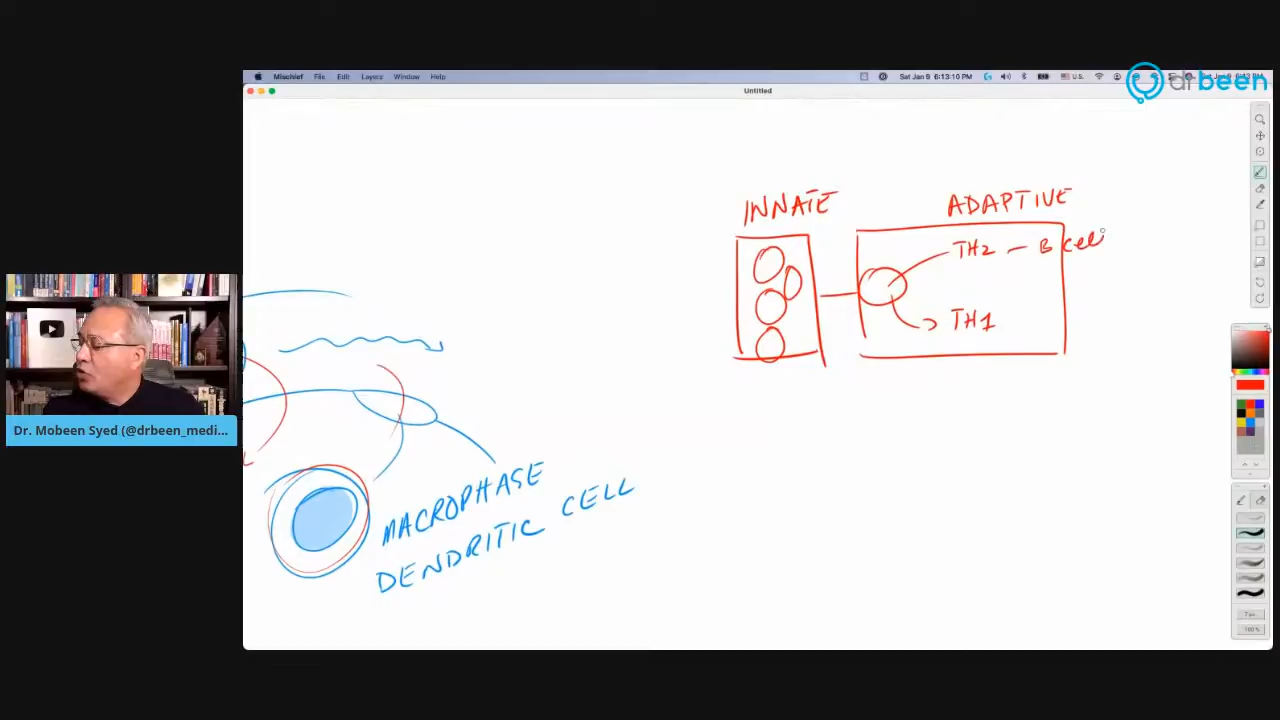 drbeen
Mischief File Edit Layers Window Help
Sat Jan 9 6:13:10 PM
U.S.
Untitled
INNATE
ADAPTIVE
TH2 - B Cell
TH1
Dr. Mobeen Syed (@drbeen_medi...
MACROPHASE
DENDRITIC CELL
100%